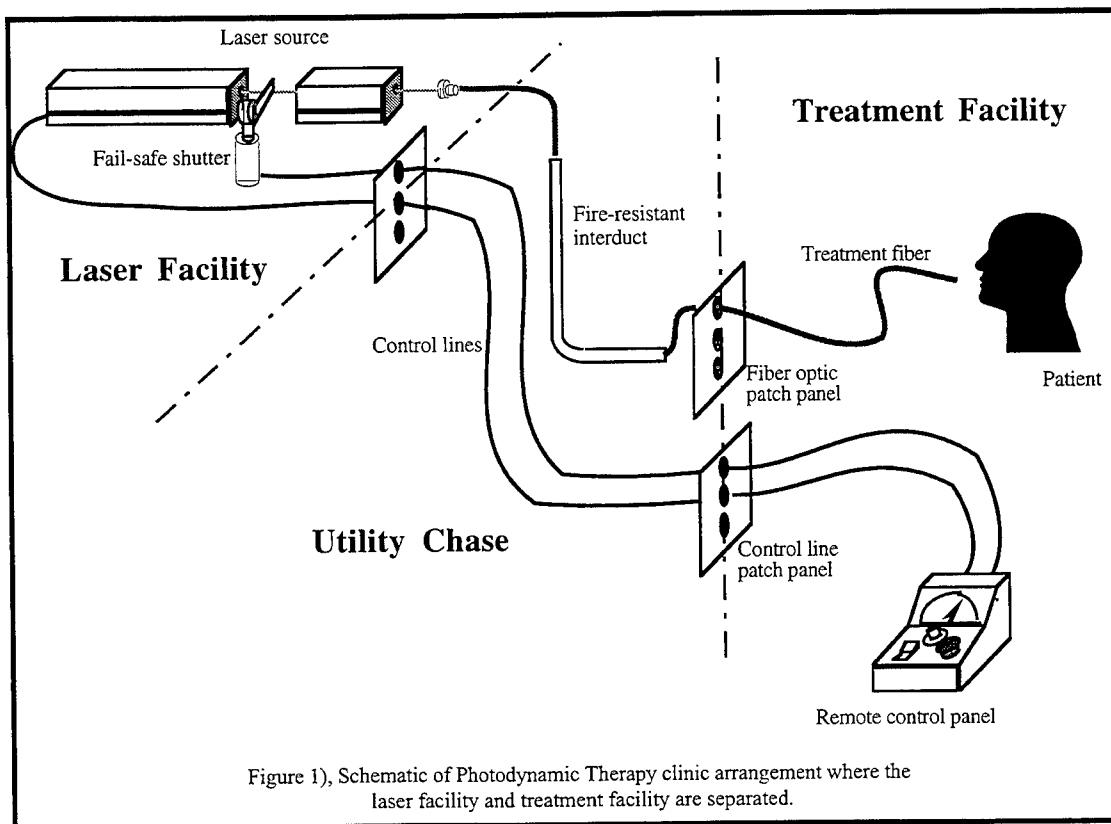 Laser source
Treatment Facility
Fail-safe shutter
Fire-resistant
interduct
Treatment fiber
Laser Facility
Control lines
Fiber optic
patch panel
Patient
Utility Chase
Control line
patch panel
Remote control panel
Figure 1), Schematic of Photodynamic Therapy clinic arrangement where the
laser facility and treatment facility are separated.